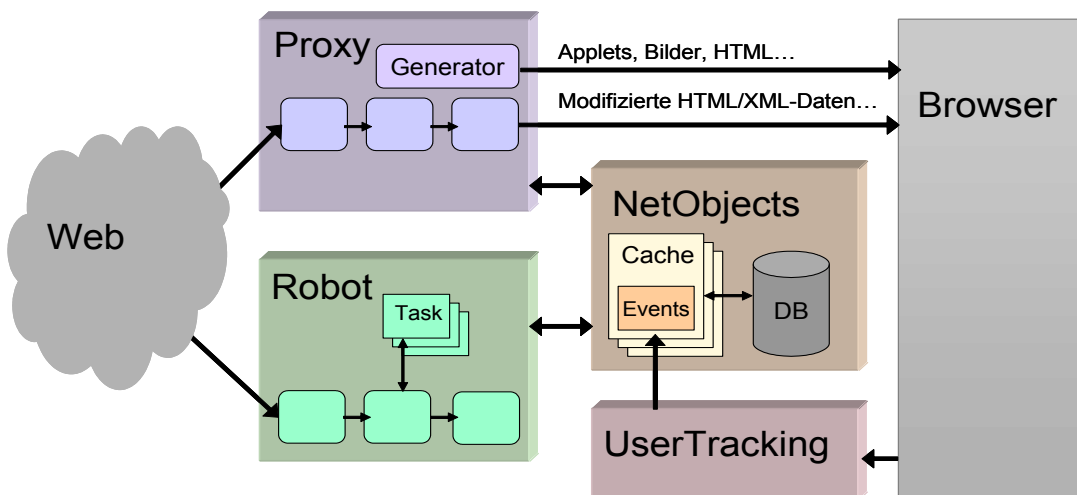 Proxy
Generator
Applets, Bilder, HTML…
Modifizierte HTML/XML-Daten…
Browser
Web
NetObjects
Cache
Events
DB
Robot
Task
UserTracking